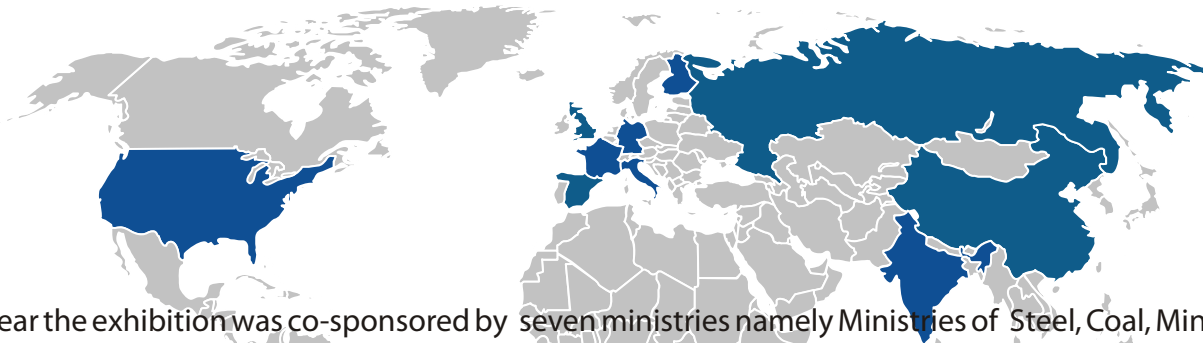 ear the exhibition was co-sponsored by seven ministries namely Ministries of Steel, Coal, Min